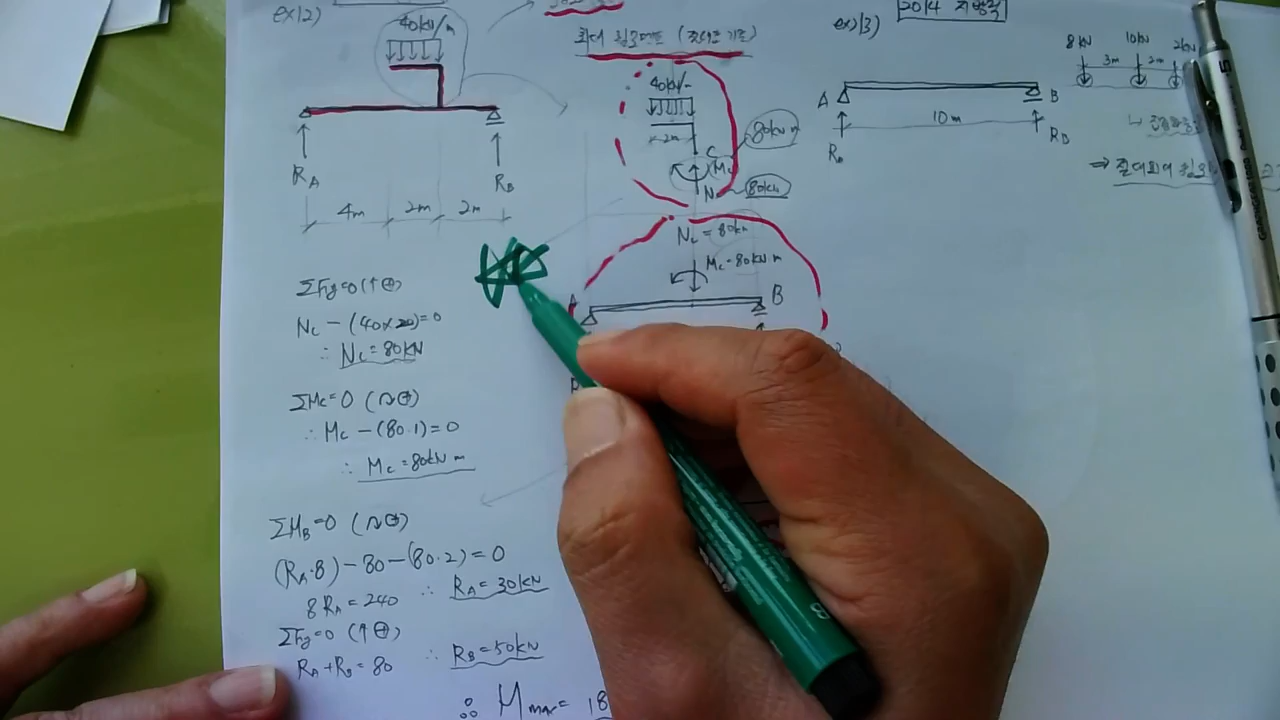 ex12)
40kN/m
RA
RB
4m 2m 2m
ΣFy=0 (↑⊕)
Nc - (40×2)=0
∴ Nc=80kN
ΣMc=0 (↷⊕)
∴ Mc-(80·1)=0
∴ Mc=80kN m
ΣMB=0 (↷⊕)
(RA·8)-80-(80·2)=0
8RA=240 ∴ RA=30kN
ΣFy=0 (↑⊕)
RA+RB=80 ∴ RB=50kN
∴ Mmax= 18
최대 휨모멘트 (절대값 기준)
40kN/m
2m
C
80kN m
Mc
N
80kN
Nc=80kN
Mc=80kN m
A
B
ex13)
2014 지방직
8kN 10kN 2kN
3m 2m
A
B
10m
RB
⇒ 절대최대 휨모